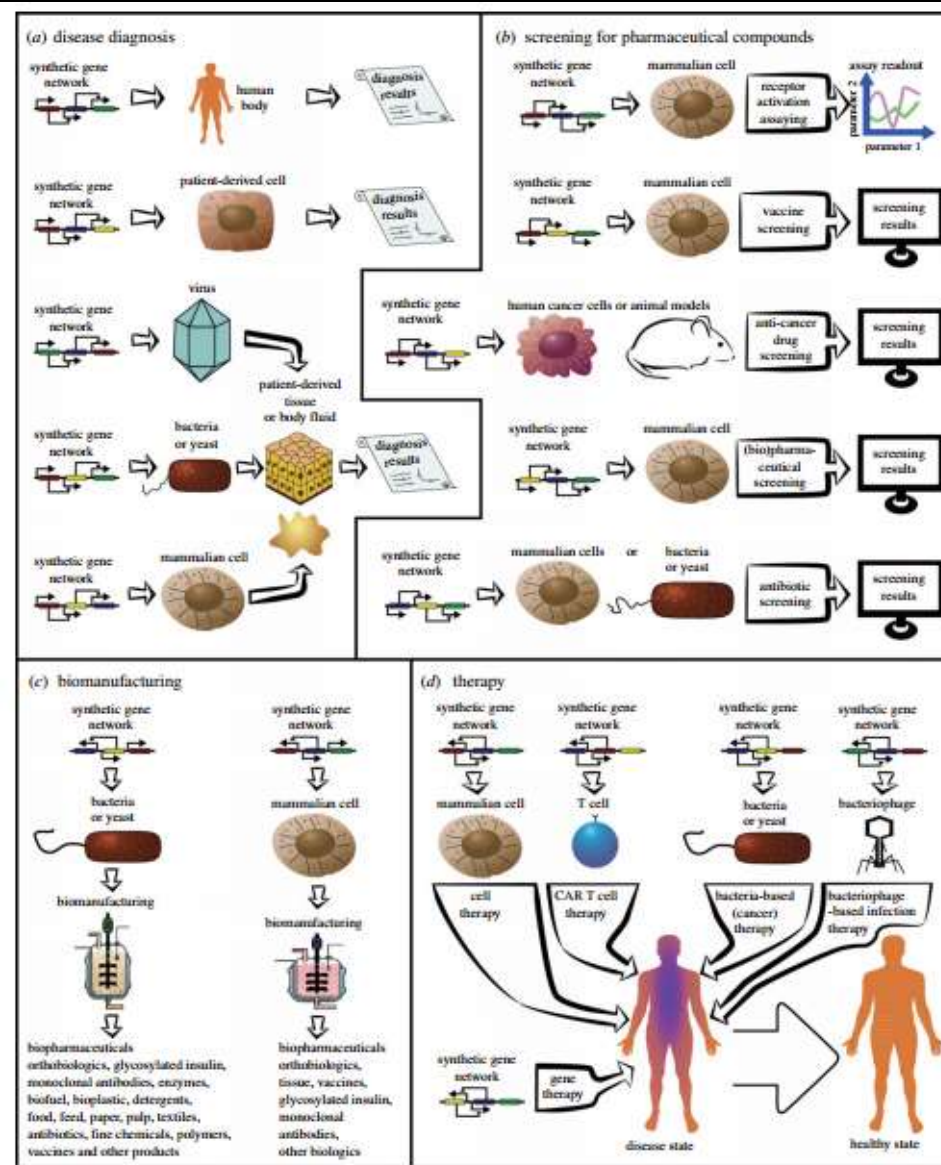 (a) disease diagnosis
synthetic gene
network
human
body
diagnosis
results
synthetic gene
network
patient-derived cell
diagnosis
results
synthetic gene
network
virus
patient-derived
tissue
or body fluid
synthetic gene
network
bacteria
or yeast
diagnosis
results
synthetic gene
network
mammalian cell
(b) screening for pharmaceutical compounds
synthetic gene
network
mammalian cell
receptor
activation
assaying
assay readout
parameter 2
parameter 1
synthetic gene
network
mammalian cell
vaccine
screening
screening
results
synthetic gene
network
human cancer cells or animal models
anti-cancer
drug
screening
screening
results
synthetic gene
network
mammalian cell
(bio)pharma-
ceutical
screening
screening
results
synthetic gene
network
mammalian cells or bacteria
or yeast
antibiotic
screening
screening
results
(c) biomanufacturing
synthetic gene
network
bacteria
or yeast
biomanufacturing
biopharmaceuticals
orthobiologics, glycosylated insulin,
monoclonal antibodies, enzymes,
biofuel, bioplastic, detergents,
food, feed, paper, pulp, textiles,
antibiotics, fine chemicals, polymers,
vaccines and other products
synthetic gene
network
mammalian cell
biomanufacturing
biopharmaceuticals
orthobiologics,
tissue, vaccines,
glycosylated insulin,
monoclonal
antibodies,
other biologics
(d) therapy
synthetic gene
network
mammalian cell
cell
therapy
synthetic gene
network
T cell
CAR T cell
therapy
synthetic gene
network
bacteria
or yeast
bacteria-based
(cancer)
therapy
synthetic gene
network
bacteriophage
bacteriophage
-based infection
therapy
synthetic gene
network
gene
therapy
disease state
healthy state